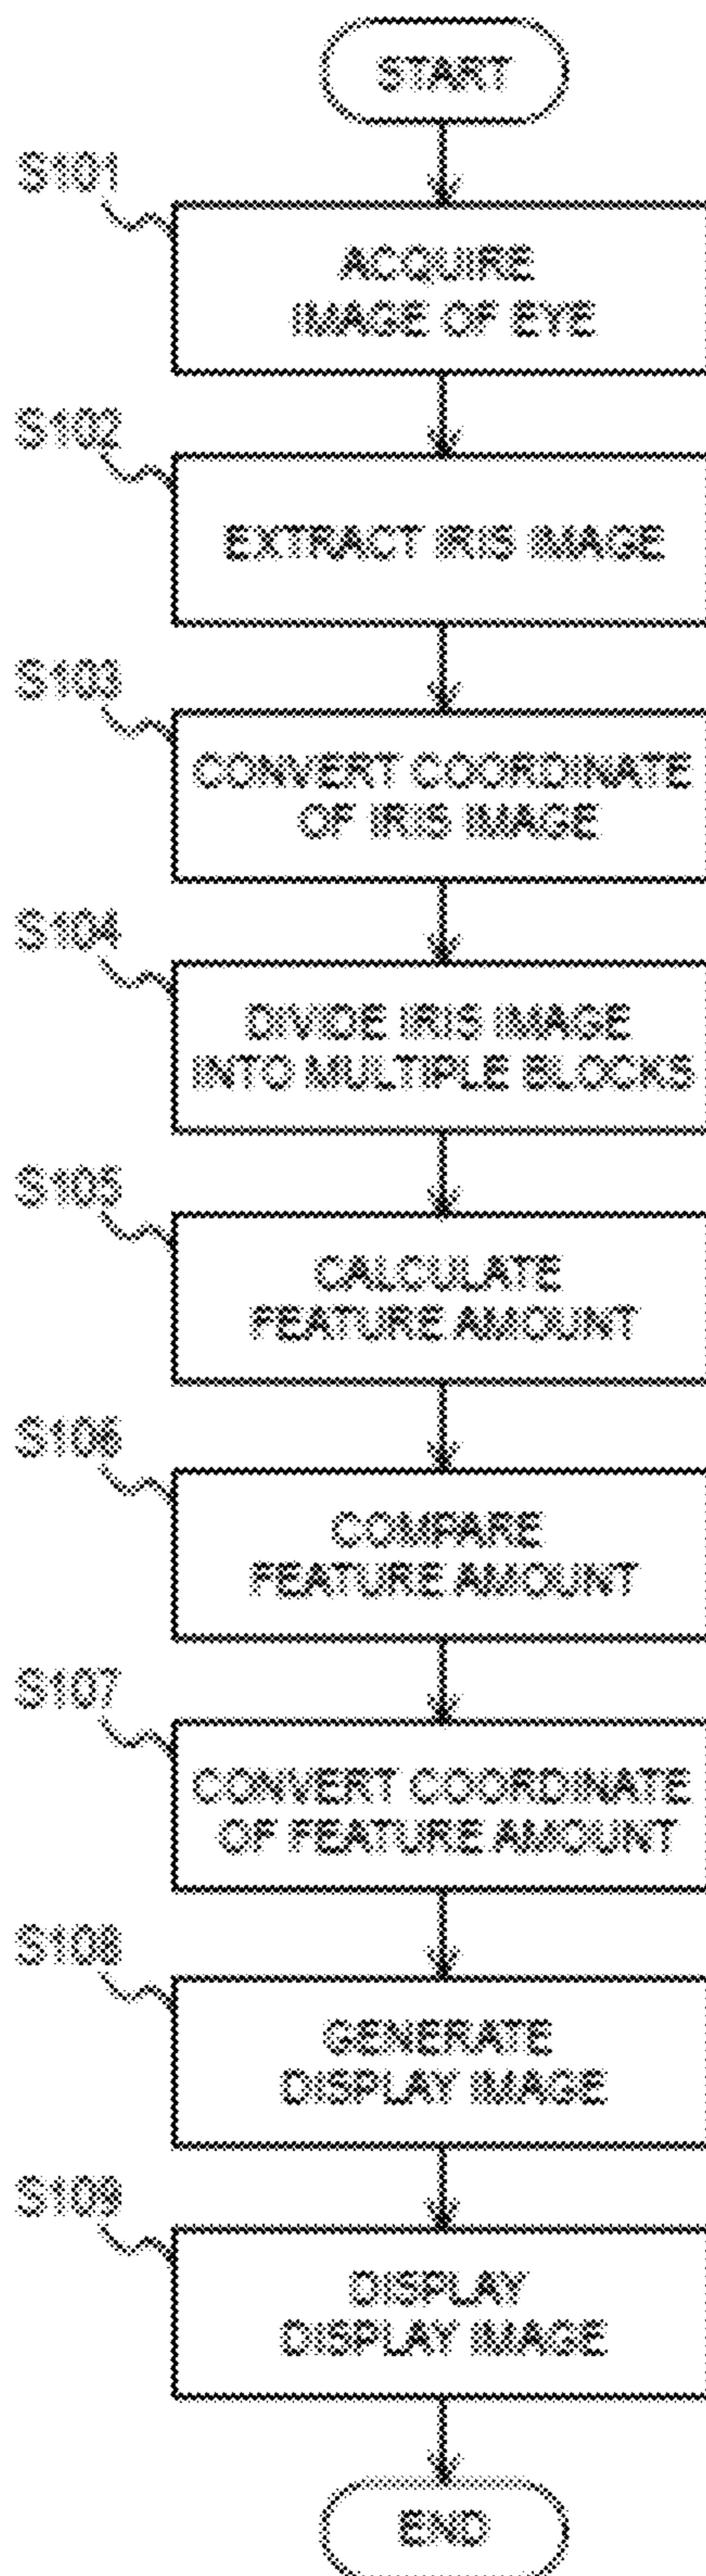 START
S101
ACQUIRE
IMAGE OF EYE
S102
EXTRACT IRIS IMAGE
S103
CONVERT COORDINATE
OF IRIS IMAGE
S104
DIVIDE IRIS IMAGE
INTO MULTIPLE BLOCKS
S105
CALCULATE
FEATURE AMOUNT
S106
COMPARE
FEATURE AMOUNT
S107
CONVERT COORDINATE
OF FEATURE AMOUNT
S108
GENERATE
DISPLAY IMAGE
S109
DISPLAY
DISPLAY IMAGE
END